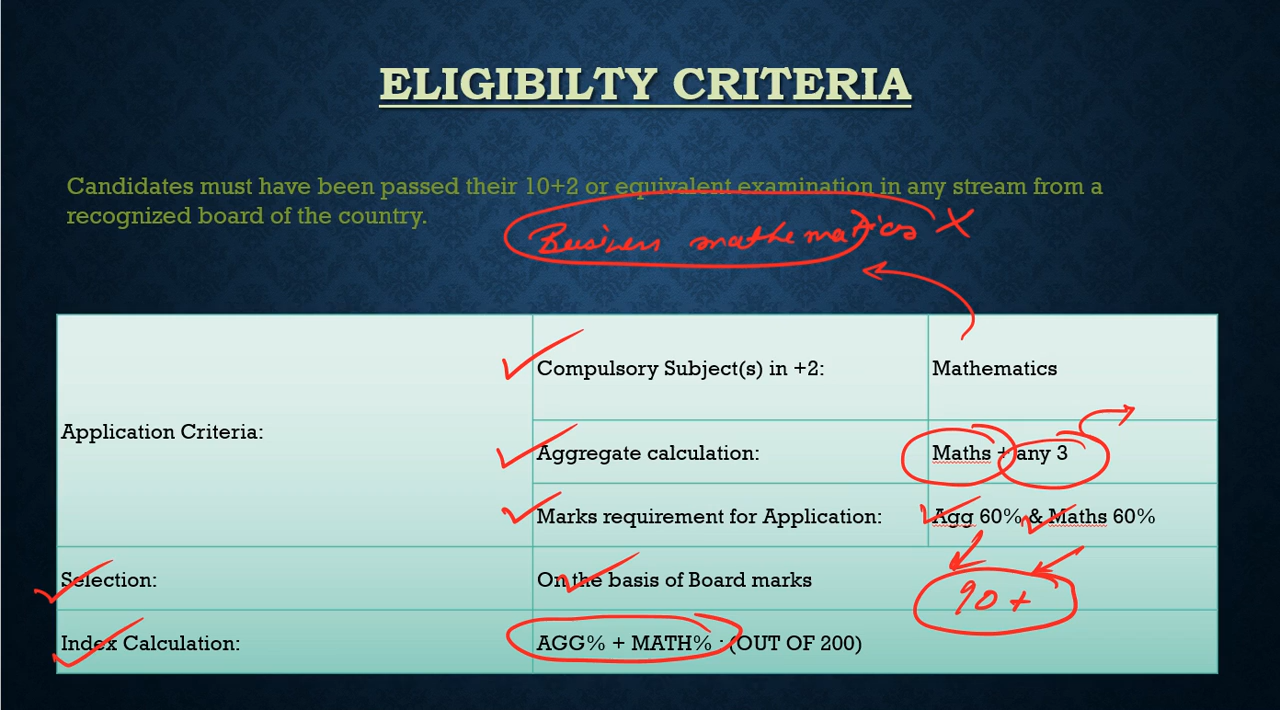 ELIGIBILTY CRITERIA
Candidates must have been passed their 10+2 or equivalent examination in any stream from a
recognized board of the country.
Business mathematics X
Application Criteria:
Compulsory Subject(s) in +2:
Mathematics
Aggregate calculation:
Maths + any 3
Marks requirement for Application:
Agg 60% & Maths 60%
Selection:
On the basis of Board marks
90 +
Index Calculation:
AGG% + MATH% : (OUT OF 200)